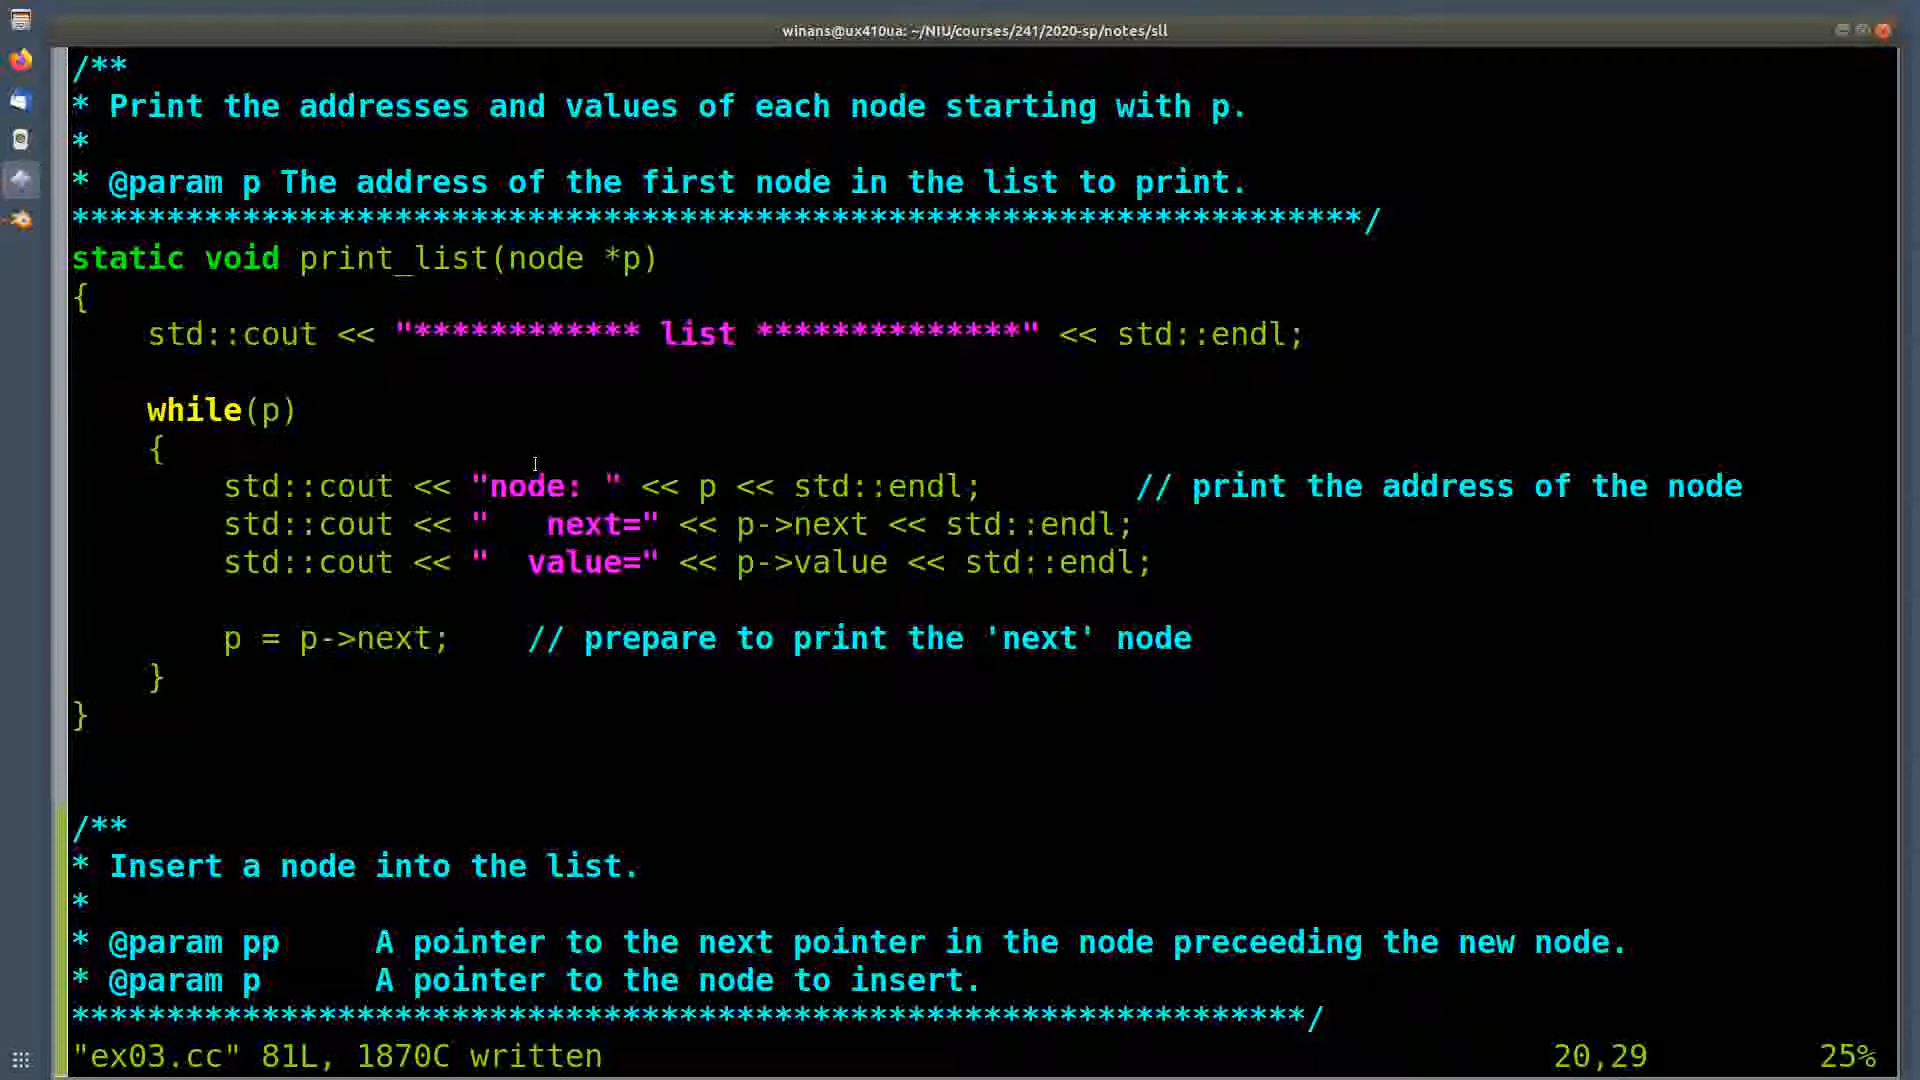 winans@ux410ua: ~/NIU/courses/241/2020-sp/notes/sll
/**
* Print the addresses and values of each node starting with p.
*
* @param p The address of the first node in the list to print.
********************************************************************/
static void print_list(node *p)
{
    std::cout << "************ list **************" << std::endl;
    while(p)
    {
        std::cout << "node: " << p << std::endl;        // print the address of the node
        std::cout << "   next=" << p->next << std::endl;
        std::cout << "  value=" << p->value << std::endl;
        p = p->next;    // prepare to print the 'next' node
    }
}
/**
* Insert a node into the list.
*
* @param pp     A pointer to the next pointer in the node preceeding the new node.
* @param p      A pointer to the node to insert.
*****************************************************************/
"ex03.cc" 81L, 1870C written 20,29 25%